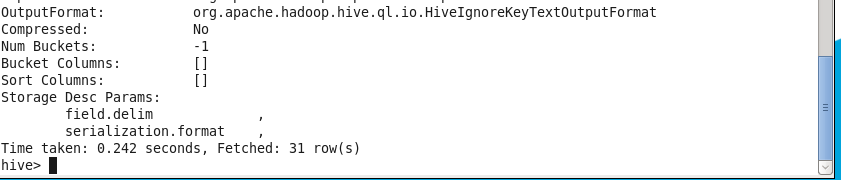 OutputFormat:           org.apache.hadoop.hive.ql.io.HiveIgnoreKeyTextOutputFormat
Compressed:             No
Num Buckets:            -1
Bucket Columns:         []
Sort Columns:           []
Storage Desc Params:
        field.delim             ,
        serialization.format    ,
Time taken: 0.242 seconds, Fetched: 31 row(s)
hive>